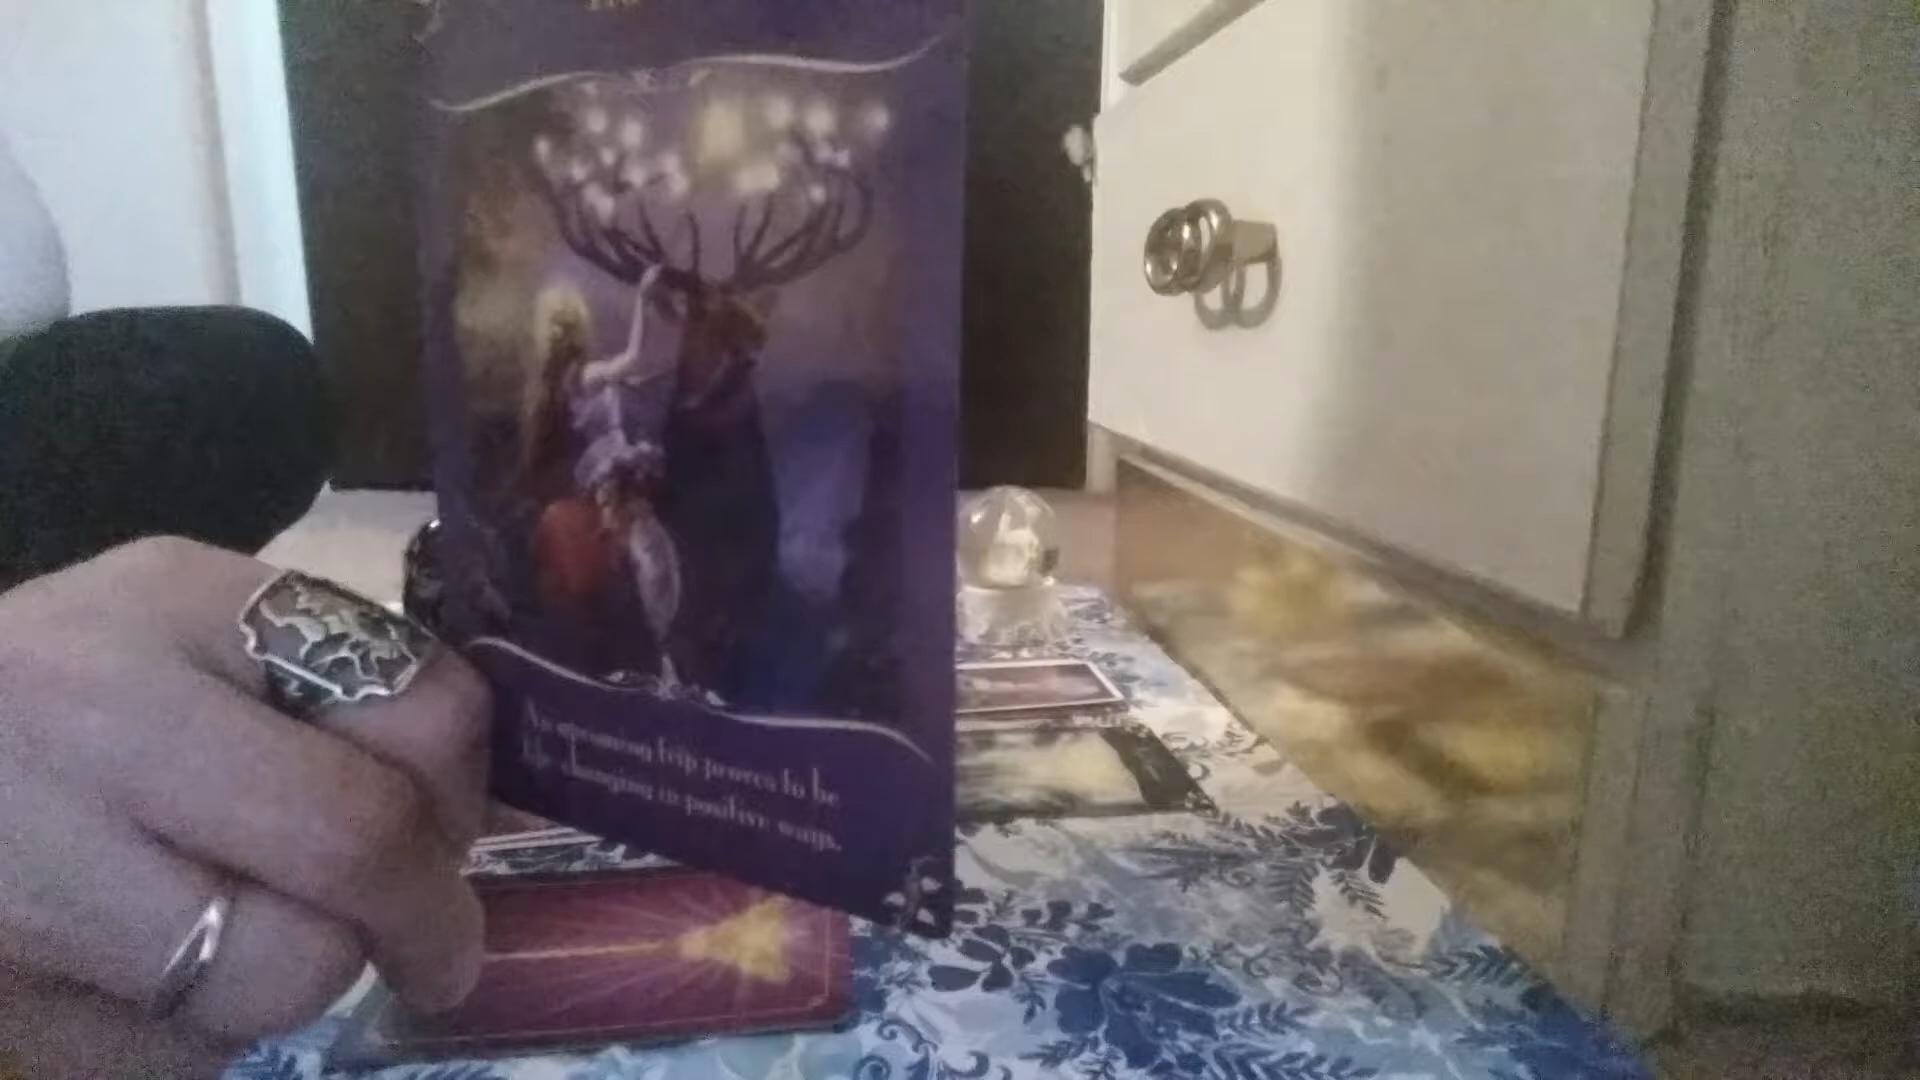 An upcoming trip proves to be
life changing in positive ways.